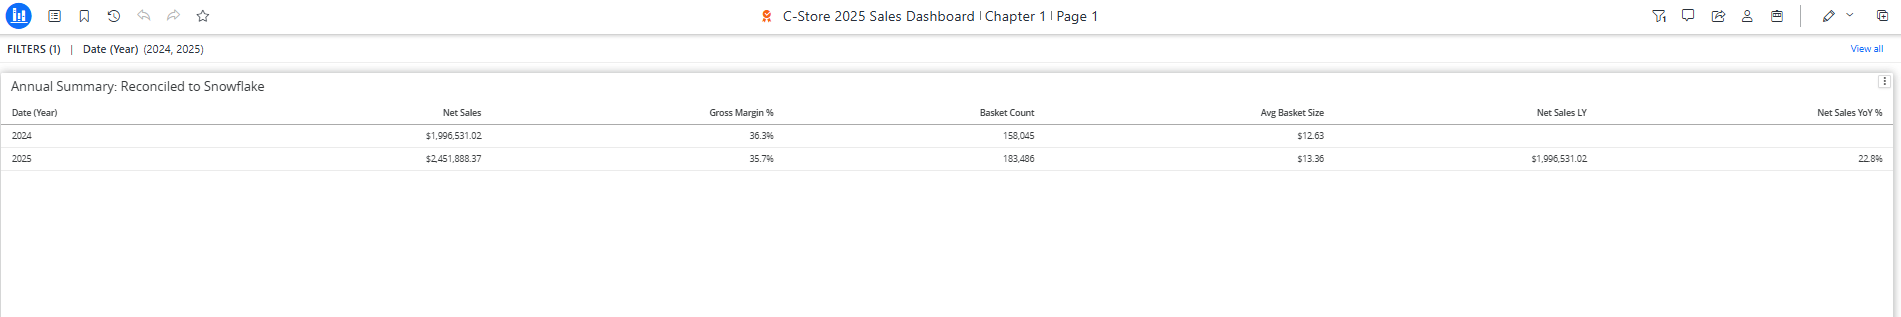 C-Store 2025 Sales Dashboard | Chapter 1 | Page 1
FILTERS (1) | Date (Year) (2024, 2025) View all
Annual Summary: Reconciled to Snowflake
Date (Year) Net Sales Gross Margin % Basket Count Avg Basket Size Net Sales LY Net Sales YoY %
2024 $1,996,531.02 36.3% 158,045 $12.63
2025 $2,451,888.37 35.7% 183,486 $13.36 $1,996,531.02 22.8%